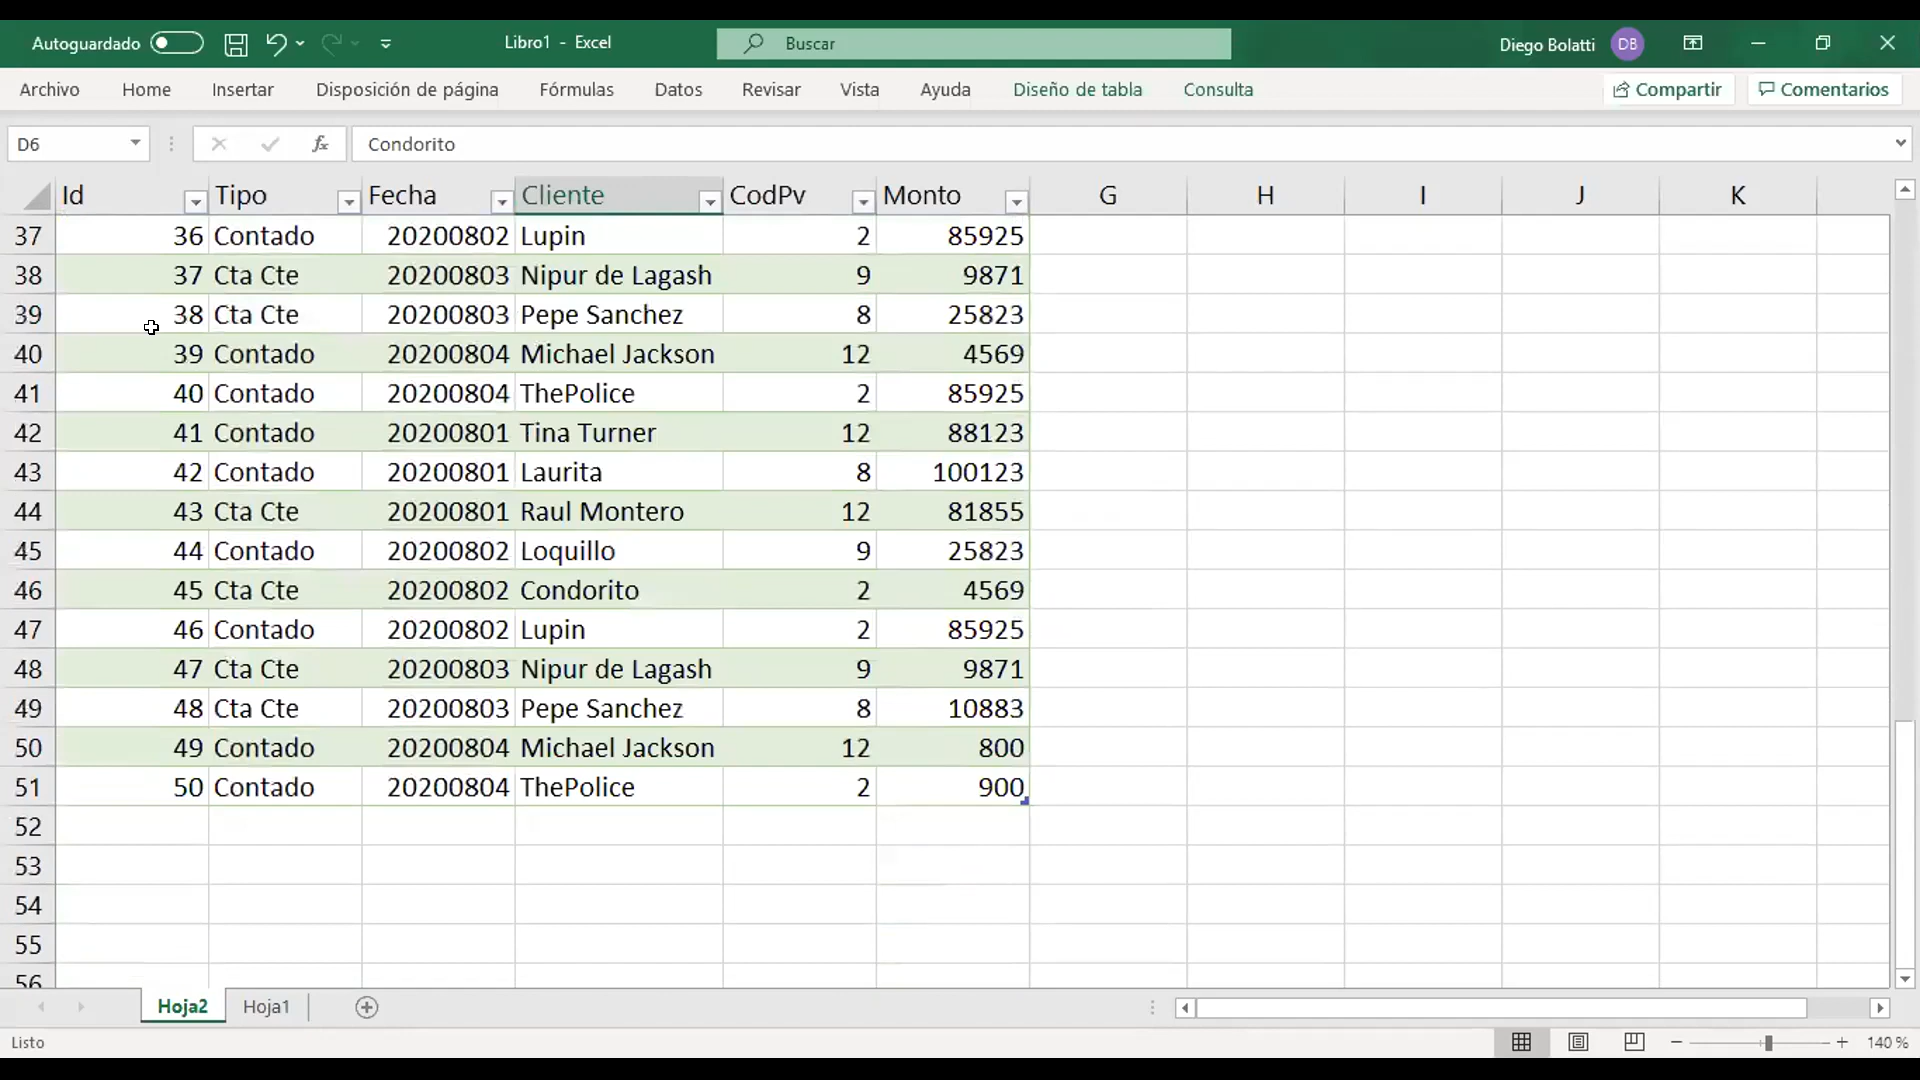 Autoguardado Libro1 - Excel Buscar Diego Bolatti DB
Archivo Home Insertar Disposición de página Fórmulas Datos Revisar Vista Ayuda Diseño de tabla Consulta Compartir Comentarios
D6 fx Condorito
Id Tipo Fecha Cliente CodPv Monto G H I J K
37 36 Contado 20200802 Lupin 2 85925
38 37 Cta Cte 20200803 Nipur de Lagash 9 9871
39 38 Cta Cte 20200803 Pepe Sanchez 8 25823
40 39 Contado 20200804 Michael Jackson 12 4569
41 40 Contado 20200804 ThePolice 2 85925
42 41 Contado 20200801 Tina Turner 12 88123
43 42 Contado 20200801 Laurita 8 100123
44 43 Cta Cte 20200801 Raul Montero 12 81855
45 44 Contado 20200802 Loquillo 9 25823
46 45 Cta Cte 20200802 Condorito 2 4569
47 46 Contado 20200802 Lupin 2 85925
48 47 Cta Cte 20200803 Nipur de Lagash 9 9871
49 48 Cta Cte 20200803 Pepe Sanchez 8 10883
50 49 Contado 20200804 Michael Jackson 12 800
51 50 Contado 20200804 ThePolice 2 900
52
53
54
55
56
Hoja2 Hoja1
Listo 140 %